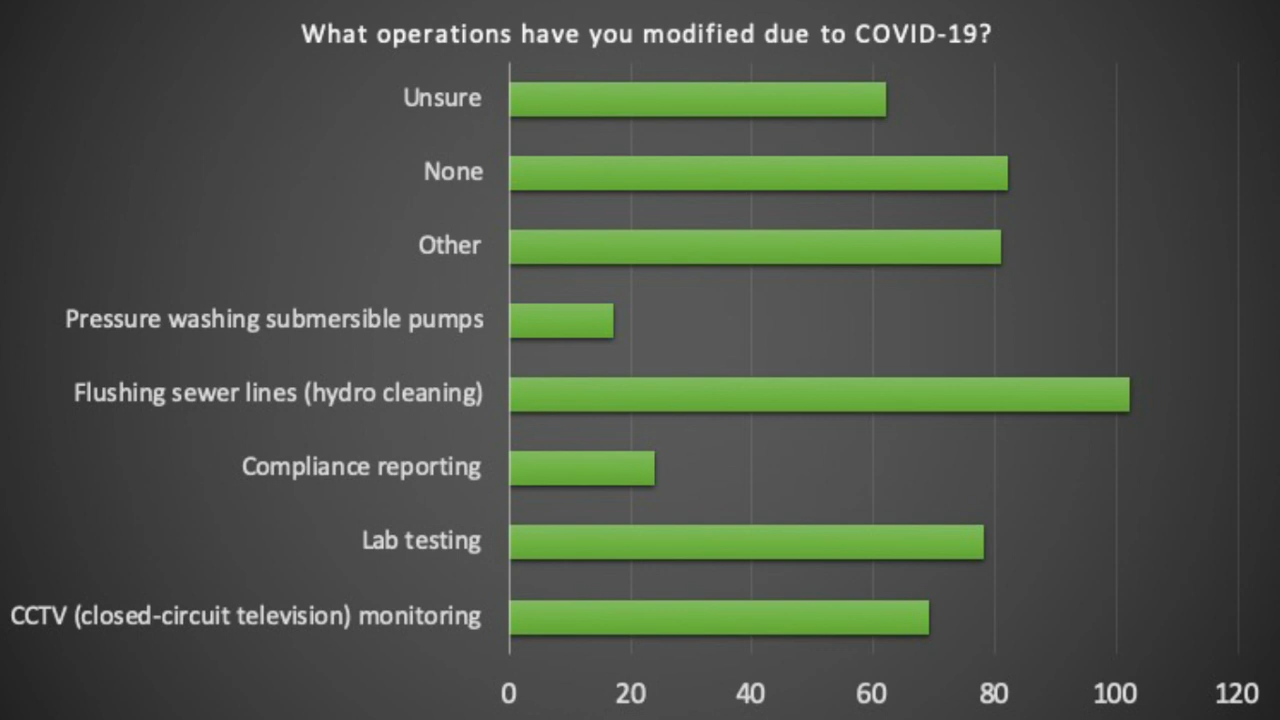 What operations have you modified due to COVID-19?
Unsure
None
Other
Pressure washing submersible pumps
Flushing sewer lines (hydro cleaning)
Compliance reporting
Lab testing
CCTV (closed-circuit television) monitoring
0 20 40 60 80 100 120